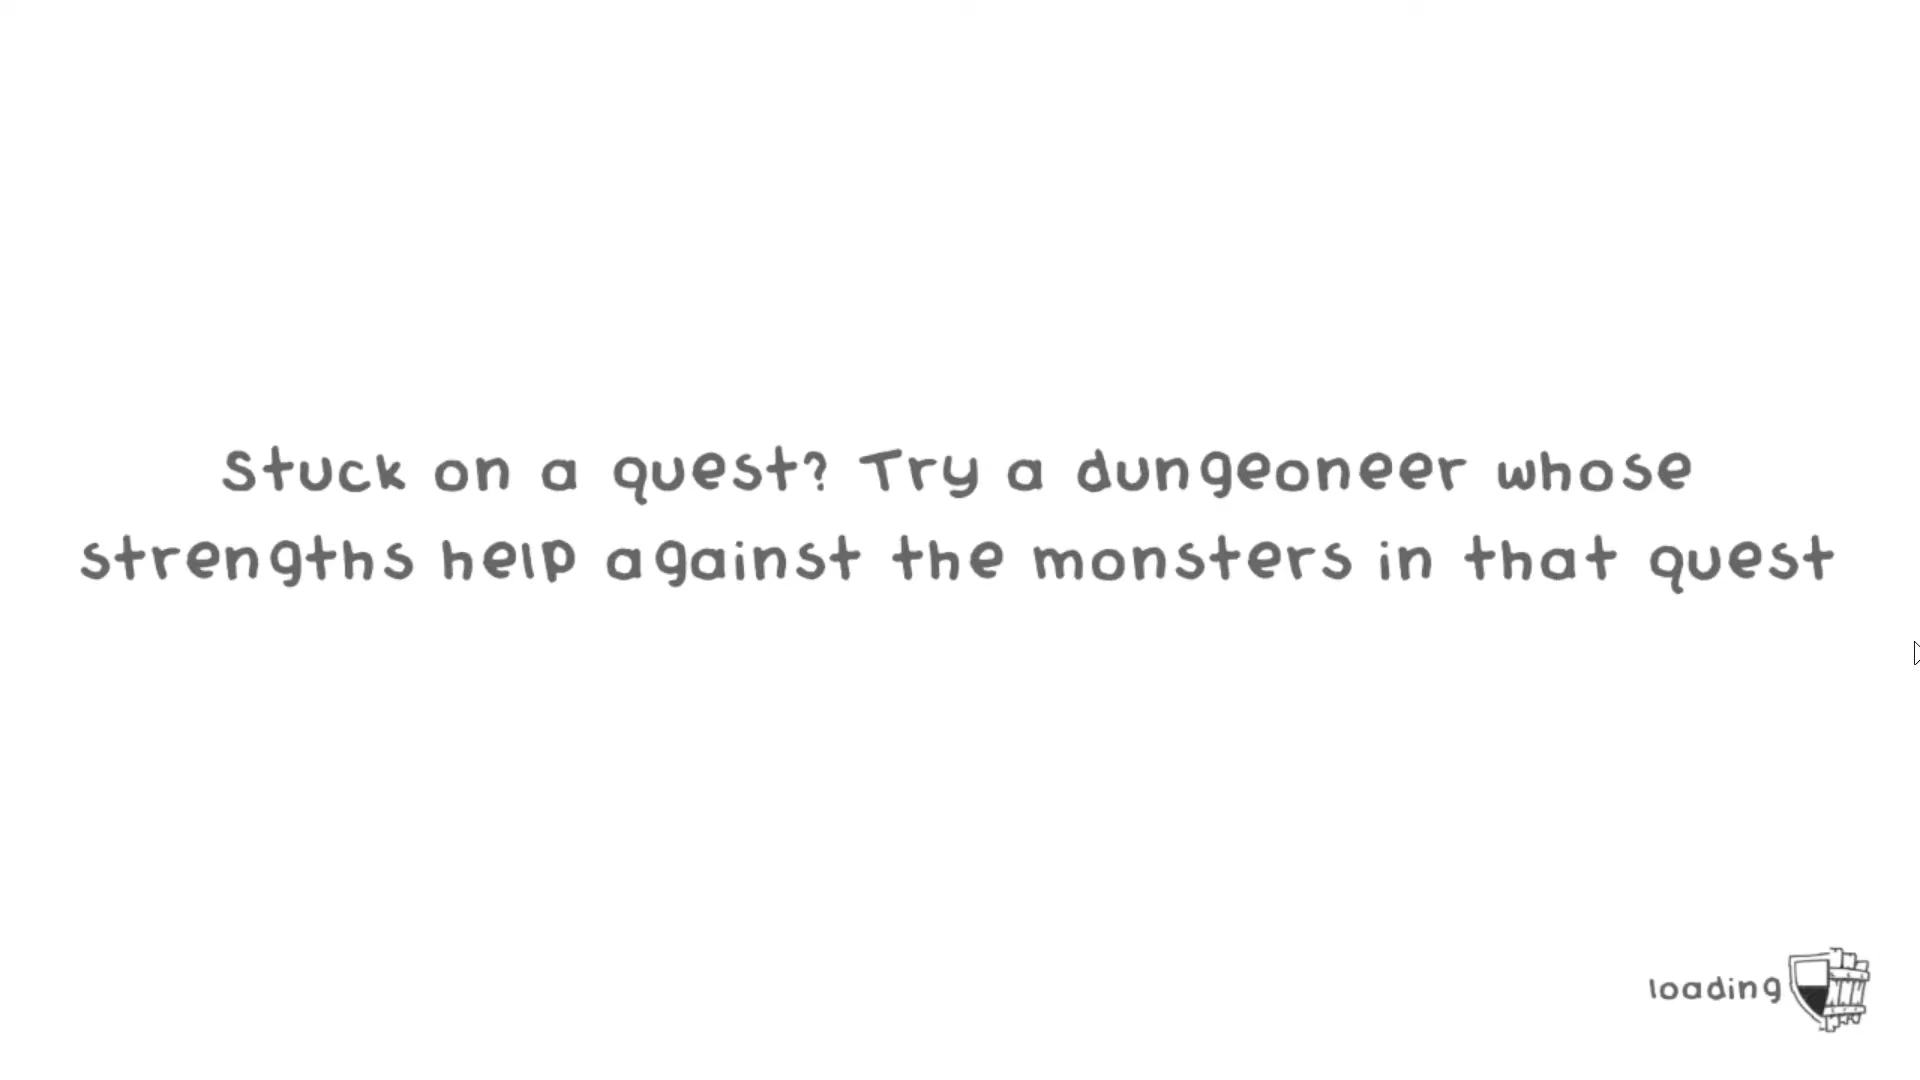 Stuck on a quest? Try a dungeoneer whose
strengths help against the monsters in that quest
loading